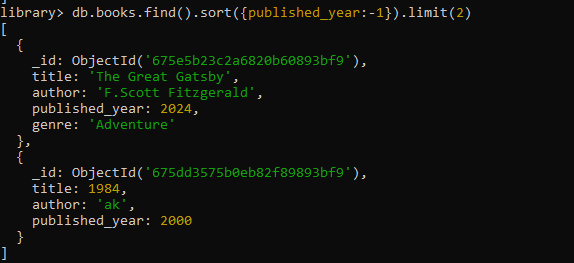 library> db.books.find().sort({published_year:-1}).limit(2)
[
  {
    _id: ObjectId('675e5b23c2a6820b60893bf9'),
    title: 'The Great Gatsby',
    author: 'F.Scott Fitzgerald',
    published_year: 2024,
    genre: 'Adventure'
  },
  {
    _id: ObjectId('675dd3575b0eb82f89893bf9'),
    title: 1984,
    author: 'ak',
    published_year: 2000
  }
]